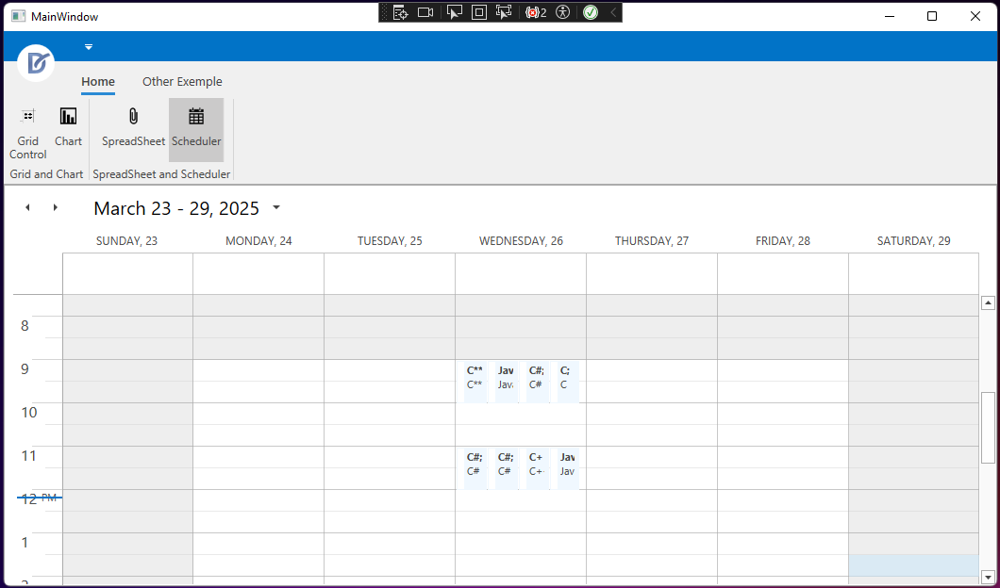 MainWindow
2
Home Other Exemple
Grid Control
Chart
SpreadSheet
Scheduler
Grid and Chart
SpreadSheet and Scheduler
March 23 - 29, 2025
SUNDAY, 23 MONDAY, 24 TUESDAY, 25 WEDNESDAY, 26 THURSDAY, 27 FRIDAY, 28 SATURDAY, 29
8
9
C** Jav C#; C;
C** Jav C# C
10
11
C#; C#; C+ Jav
C# C# C+ Jav
12 PM
1